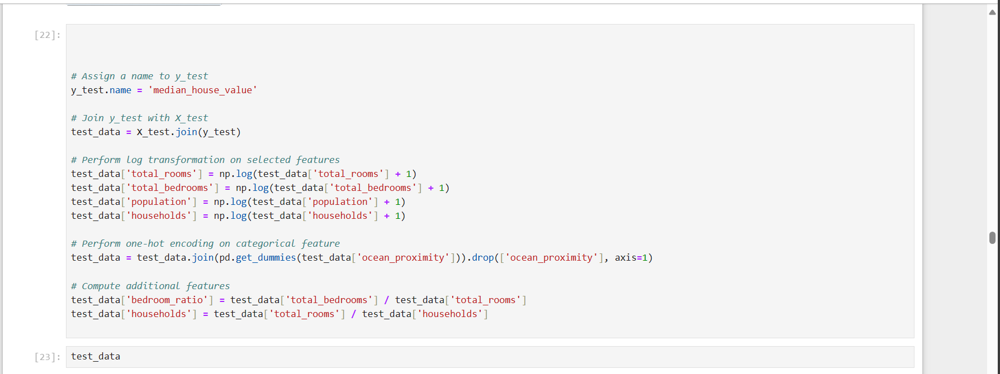 [22]:
# Assign a name to y_test
y_test.name = 'median_house_value'
# Join y_test with X_test
test_data = X_test.join(y_test)
# Perform log transformation on selected features
test_data['total_rooms'] = np.log(test_data['total_rooms'] + 1)
test_data['total_bedrooms'] = np.log(test_data['total_bedrooms'] + 1)
test_data['population'] = np.log(test_data['population'] + 1)
test_data['households'] = np.log(test_data['households'] + 1)
# Perform one-hot encoding on categorical feature
test_data = test_data.join(pd.get_dummies(test_data['ocean_proximity'])).drop(['ocean_proximity'], axis=1)
# Compute additional features
test_data['bedroom_ratio'] = test_data['total_bedrooms'] / test_data['total_rooms']
test_data['households'] = test_data['total_rooms'] / test_data['households']
[23]: test_data